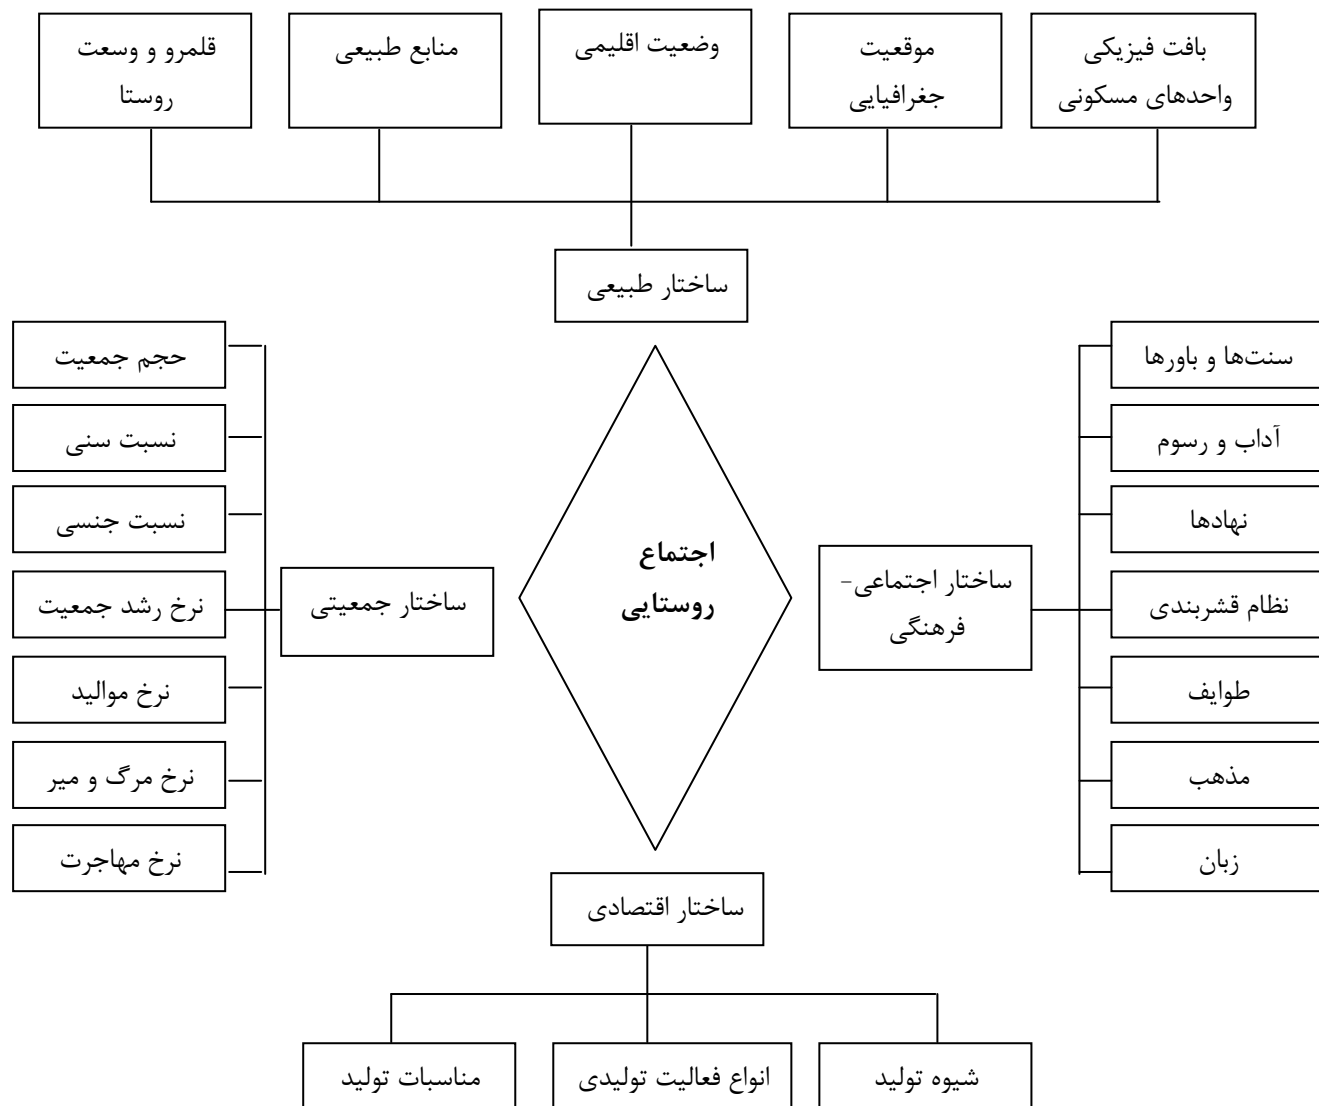 بافت فیزیکی
واحدهای مسکونی
موقعیت
جغرافیایی
وضعیت اقلیمی
منابع طبیعی
قلمرو و وسعت
روستا
ساختار طبیعی
سنت‌ها و باورها
آداب و رسوم
نهادها
نظام قشربندی
طوایف
مذهب
زبان
ساختار اجتماعی-
فرهنگی
اجتماع
روستایی
ساختار جمعیتی
حجم جمعیت
نسبت سنی
نسبت جنسی
نرخ رشد جمعیت
نرخ موالید
نرخ مرگ و میر
نرخ مهاجرت
ساختار اقتصادی
شیوه تولید
انواع فعالیت تولیدی
مناسبات تولید